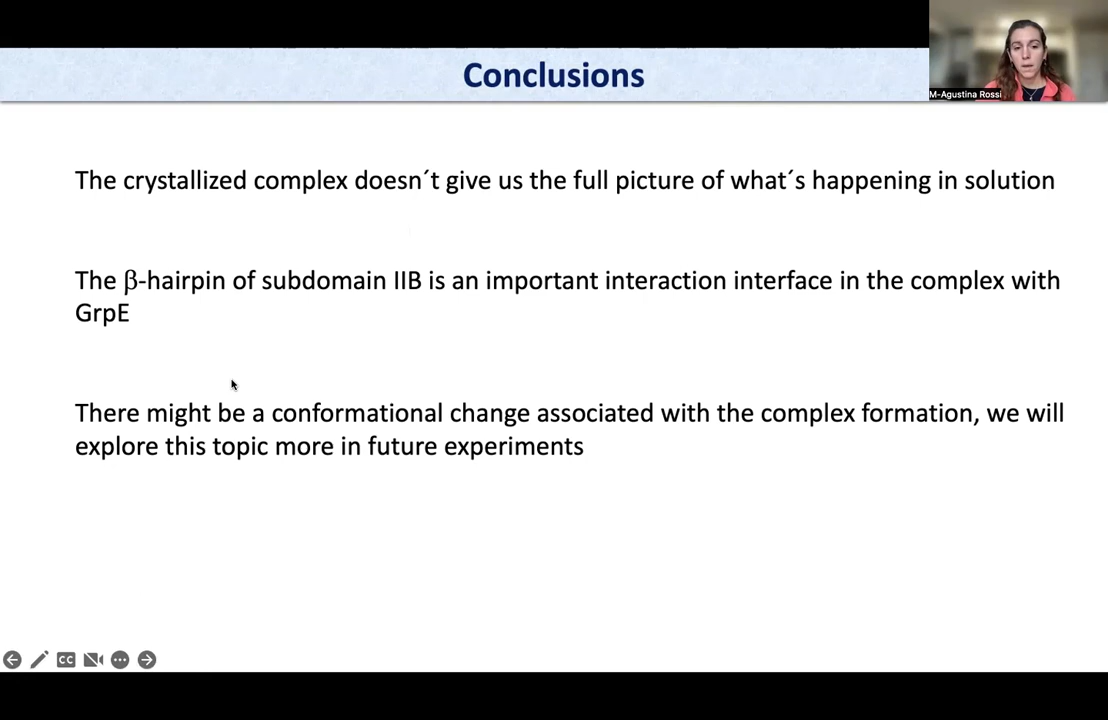 Conclusions
M-Agustina Rossi
The crystallized complex doesn´t give us the full picture of what´s happening in solution
The β-hairpin of subdomain IIB is an important interaction interface in the complex with
GrpE
There might be a conformational change associated with the complex formation, we will
explore this topic more in future experiments
CC